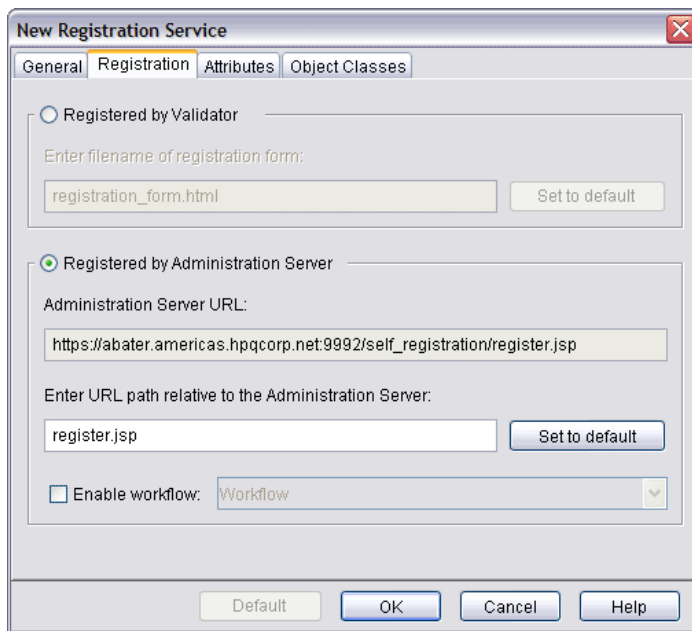 New Registration Service
General Registration Attributes Object Classes
Registered by Validator
Enter filename of registration form:
registration_form.html Set to default
Registered by Administration Server
Administration Server URL:
https://abater.americas.hpqcorp.net:9992/self_registration/register.jsp
Enter URL path relative to the Administration Server:
register.jsp Set to default
Enable workflow: Workflow
Default OK Cancel Help